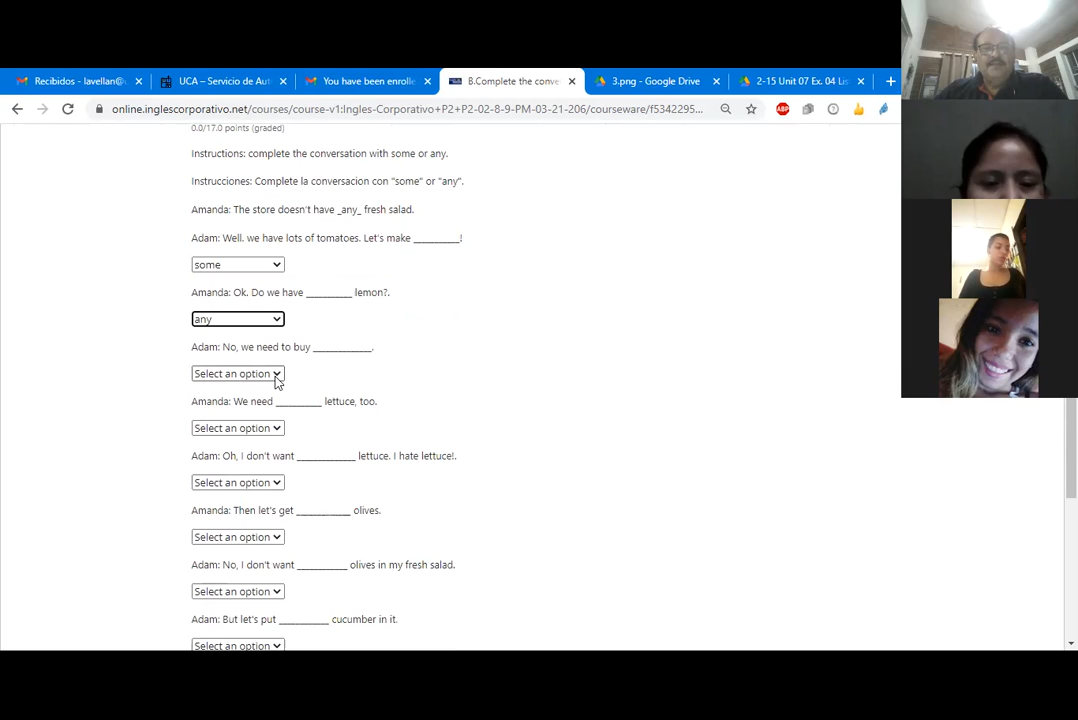 Recibidos - lavellan@
UCA – Servicio de Aut
You have been enrolle
B.Complete the conve
3.png - Google Drive
2-15 Unit 07 Ex. 04 Lis
online.inglescorporativo.net/courses/course-v1:Ingles-Corporativo+P2+P2-02-8-9-PM-03-21-206/courseware/f5342295...
ABP
0.0/17.0 points (graded)
Instructions: complete the conversation with some or any.
Instrucciones: Complete la conversacion con "some" or "any".
Amanda: The store doesn't have _any_ fresh salad.
Adam: Well. we have lots of tomatoes. Let's make __________!
some
Amanda: Ok. Do we have __________ lemon?.
any
Adam: No, we need to buy _____________.
Select an option
Amanda: We need __________ lettuce, too.
Select an option
Adam: Oh, I don't want _____________ lettuce. I hate lettuce!.
Select an option
Amanda: Then let's get ____________ olives.
Select an option
Adam: No, I don't want ___________ olives in my fresh salad.
Select an option
Adam: But let's put ___________ cucumber in it.
Select an option